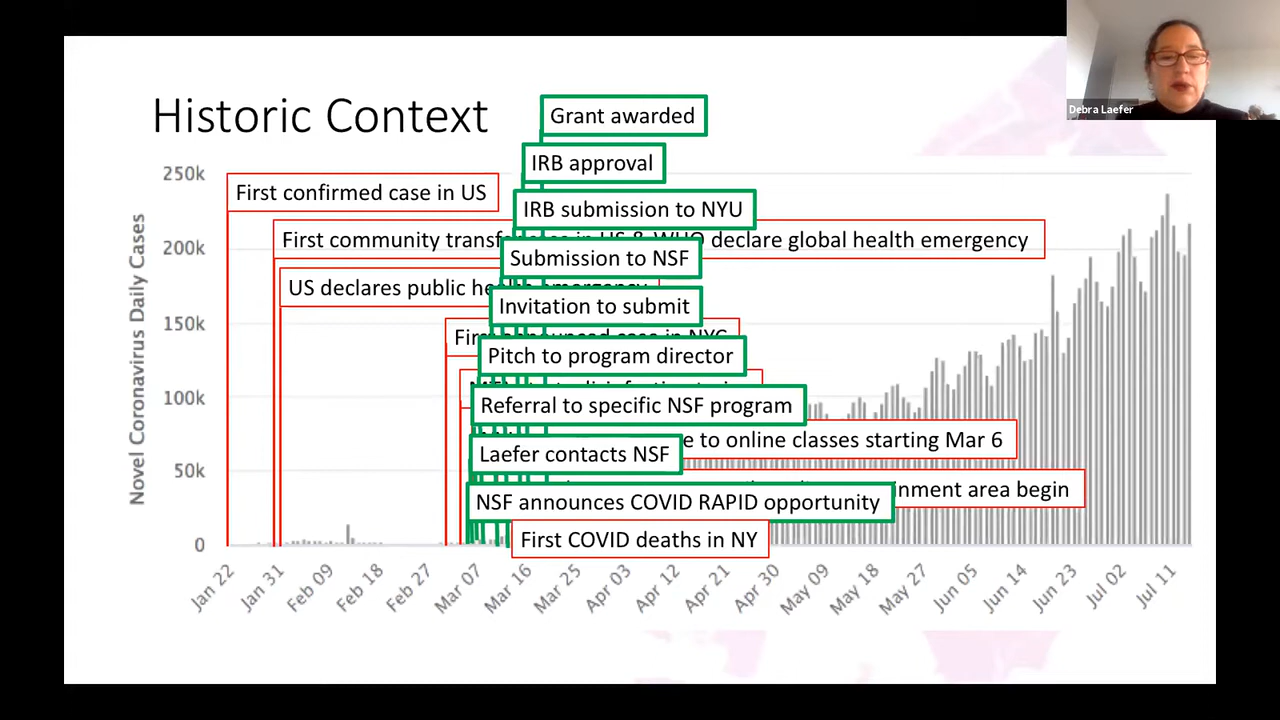 Debra Laefer
Historic Context
Grant awarded
IRB approval
First confirmed case in US
IRB submission to NYU
First community declare global health emergency
Submission to NSF
US declares public
Invitation to submit
Pitch to program director
Referral to specific NSF program
to online classes starting Mar 6
Laefer contacts NSF
area begin
NSF announces COVID RAPID opportunity
First COVID deaths in NY
Novel Coronavirus Daily Cases
250k
200k
150k
100k
50k
0
Jan 22
Jan 31
Feb 09
Feb 18
Feb 27
Mar 07
Mar 16
Mar 25
Apr 03
Apr 12
Apr 21
Apr 30
May 09
May 18
May 27
Jun 05
Jun 14
Jun 23
Jul 02
Jul 11